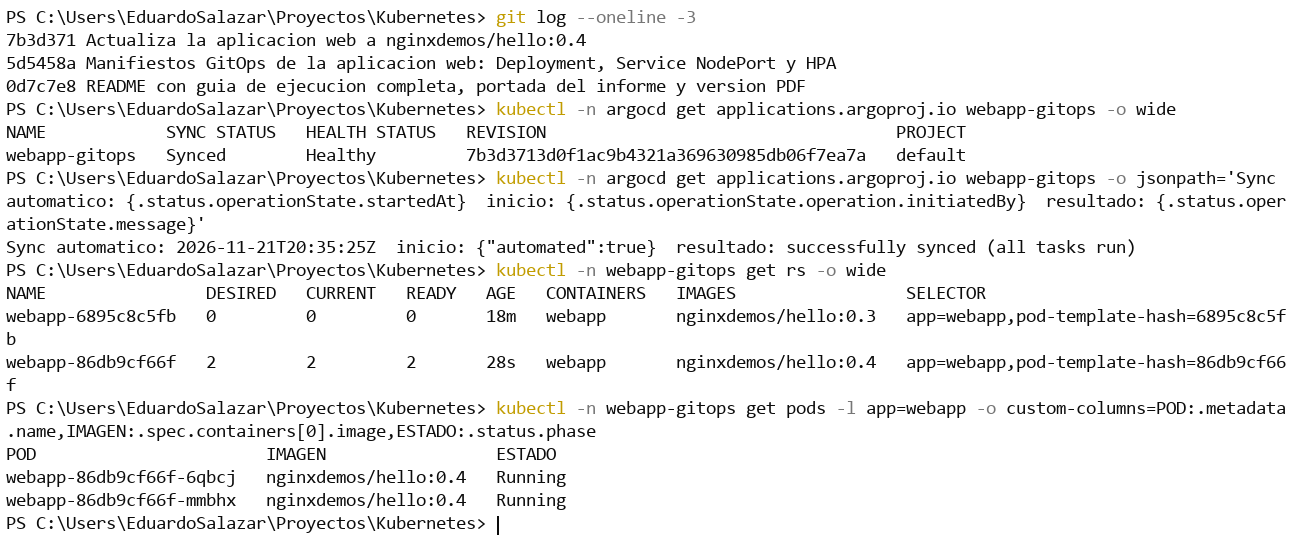 PS C:\Users\EduardoSalazar\Proyectos\Kubernetes> git log --oneline -3
7b3d371 Actualiza la aplicacion web a nginxdemos/hello:0.4
5d5458a Manifiestos GitOps de la aplicacion web: Deployment, Service NodePort y HPA
0d7c7e8 README con guia de ejecucion completa, portada del informe y version PDF
PS C:\Users\EduardoSalazar\Proyectos\Kubernetes> kubectl -n argocd get applications.argoproj.io webapp-gitops -o wide
NAME            SYNC STATUS   HEALTH STATUS   REVISION                                   PROJECT
webapp-gitops   Synced        Healthy         7b3d3713d0f1ac9b4321a369630985db06f7ea7a   default
PS C:\Users\EduardoSalazar\Proyectos\Kubernetes> kubectl -n argocd get applications.argoproj.io webapp-gitops -o jsonpath='Sync
automatico: {.status.operationState.startedAt}  inicio: {.status.operationState.operation.initiatedBy}  resultado: {.status.oper
ationState.message}'
Sync automatico: 2026-11-21T20:35:25Z  inicio: {"automated":true}  resultado: successfully synced (all tasks run)
PS C:\Users\EduardoSalazar\Proyectos\Kubernetes> kubectl -n webapp-gitops get rs -o wide
NAME                DESIRED   CURRENT   READY   AGE   CONTAINERS   IMAGES                 SELECTOR
webapp-6895c8c5fb   0         0         0       18m   webapp       nginxdemos/hello:0.3   app=webapp,pod-template-hash=6895c8c5f
b
webapp-86db9cf66f   2         2         2       28s   webapp       nginxdemos/hello:0.4   app=webapp,pod-template-hash=86db9cf66
f
PS C:\Users\EduardoSalazar\Proyectos\Kubernetes> kubectl -n webapp-gitops get pods -l app=webapp -o custom-columns=POD:.metadata
.name,IMAGEN:.spec.containers[0].image,ESTADO:.status.phase
POD                       IMAGEN                 ESTADO
webapp-86db9cf66f-6qbcj   nginxdemos/hello:0.4   Running
webapp-86db9cf66f-mmbhx   nginxdemos/hello:0.4   Running
PS C:\Users\EduardoSalazar\Proyectos\Kubernetes>